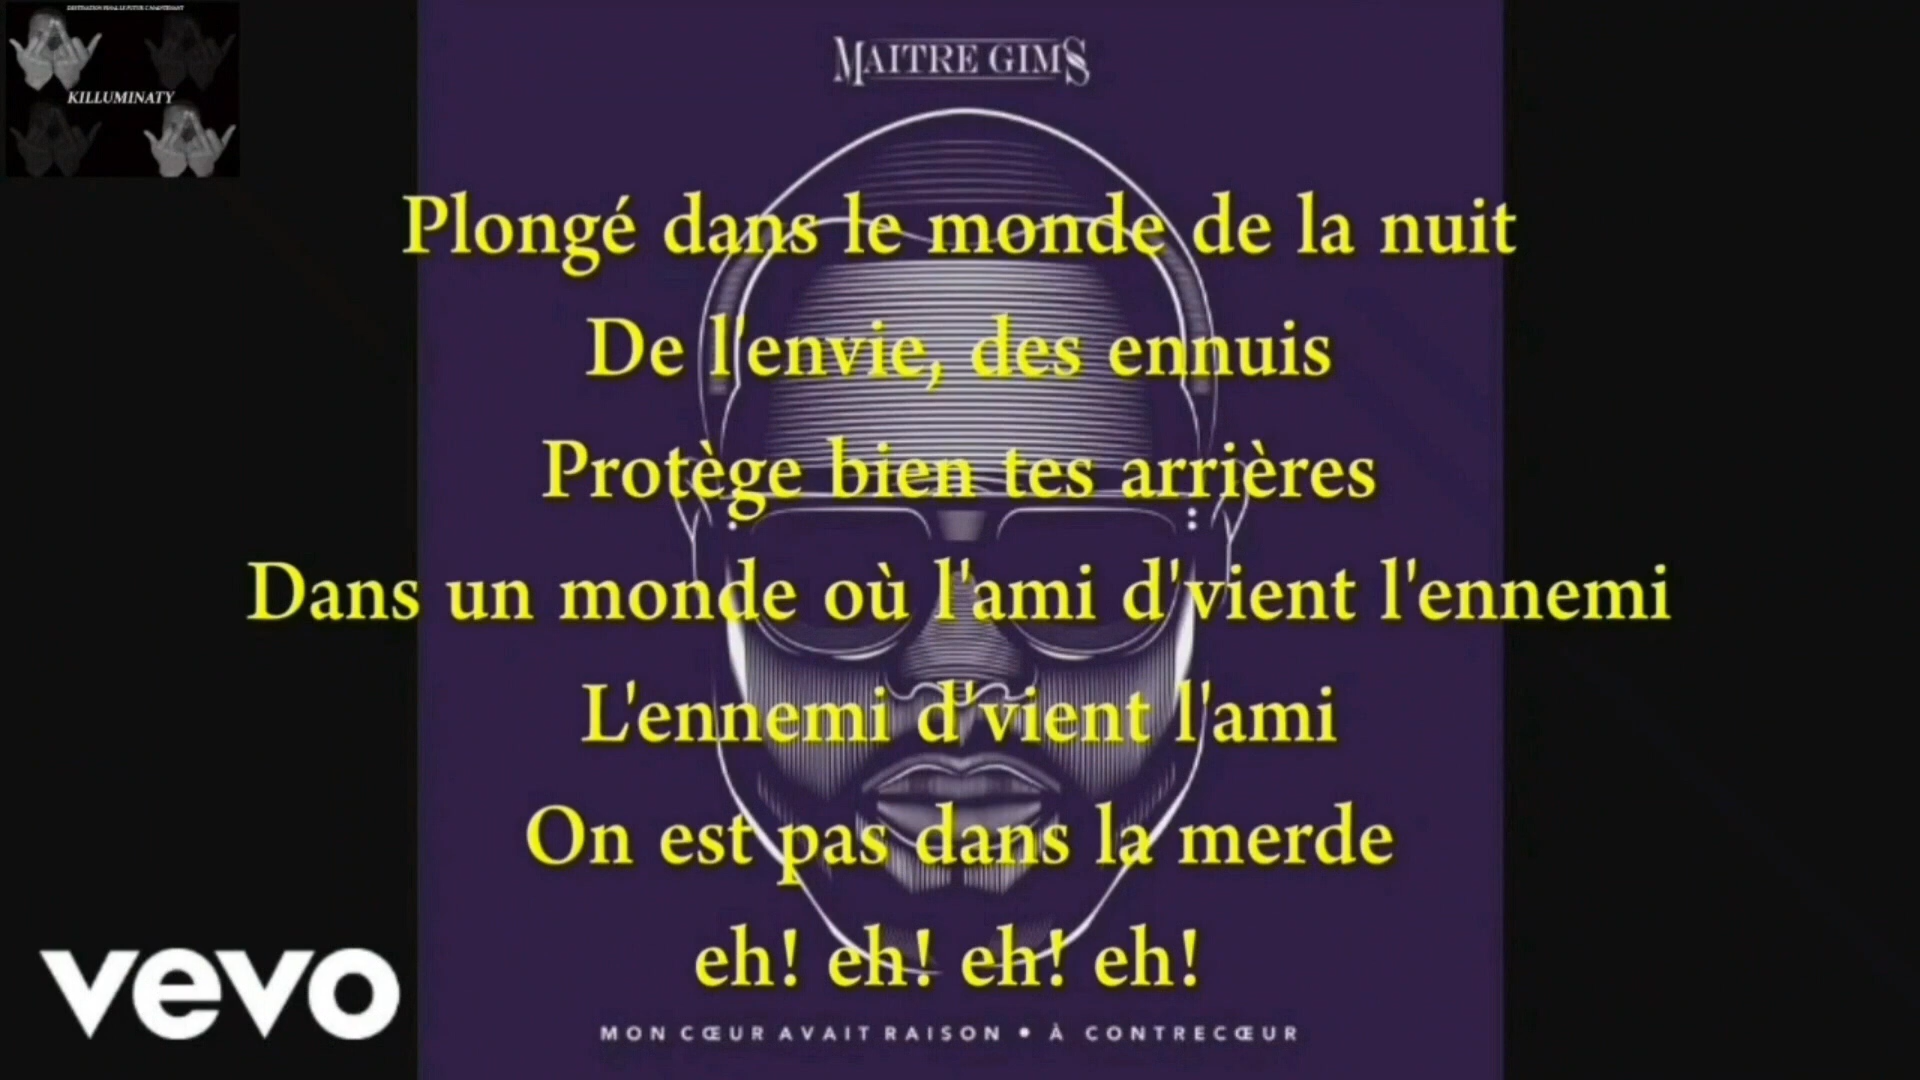 KILLUMINATY
MAITRE GIMS
Plongé dans le monde de la nuit
De l'envie, des ennuis
Protège bien tes arrières
Dans un monde où l'ami d'vient l'ennemi
L'ennemi d'vient l'ami
On est pas dans la merde
eh! eh! eh! eh!
vevo
MON CŒUR AVAIT RAISON • À CONTRECŒUR